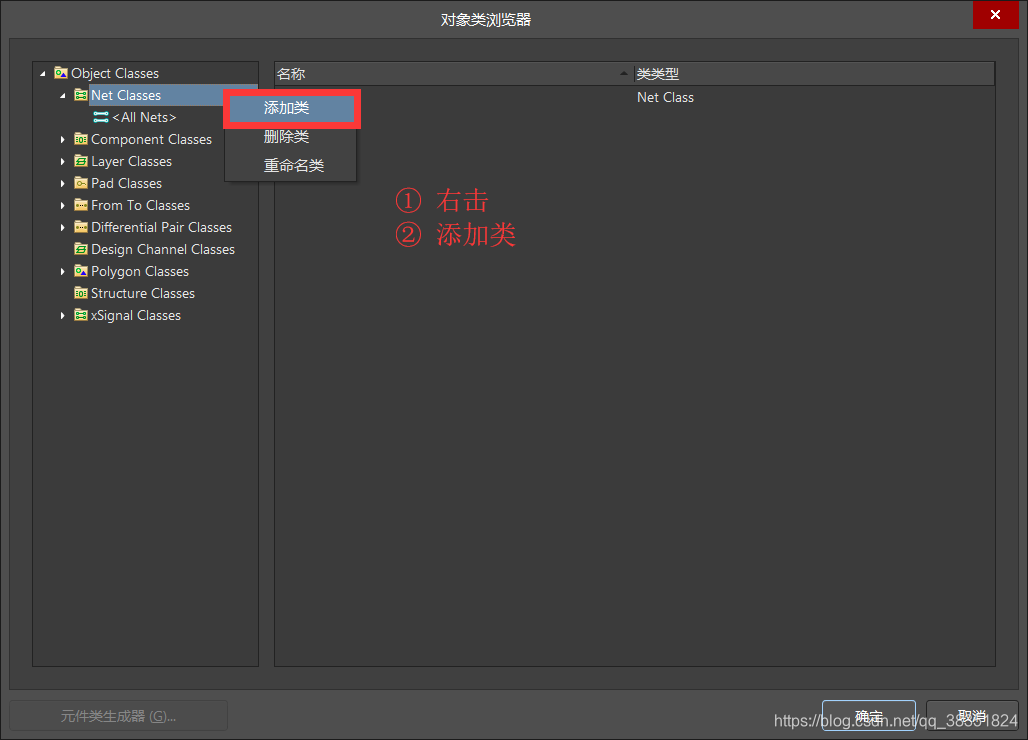 对象类浏览器
Object Classes
Net Classes
<All Nets>
Component Classes
Layer Classes
Pad Classes
From To Classes
Differential Pair Classes
Design Channel Classes
Polygon Classes
Structure Classes
xSignal Classes
名称 类类型
Net Class
添加类
删除类
重命名类
① 右击
② 添加类
元件类生成器 (G)...
确定
取消
https://blog.csdn.net/qq_38351824